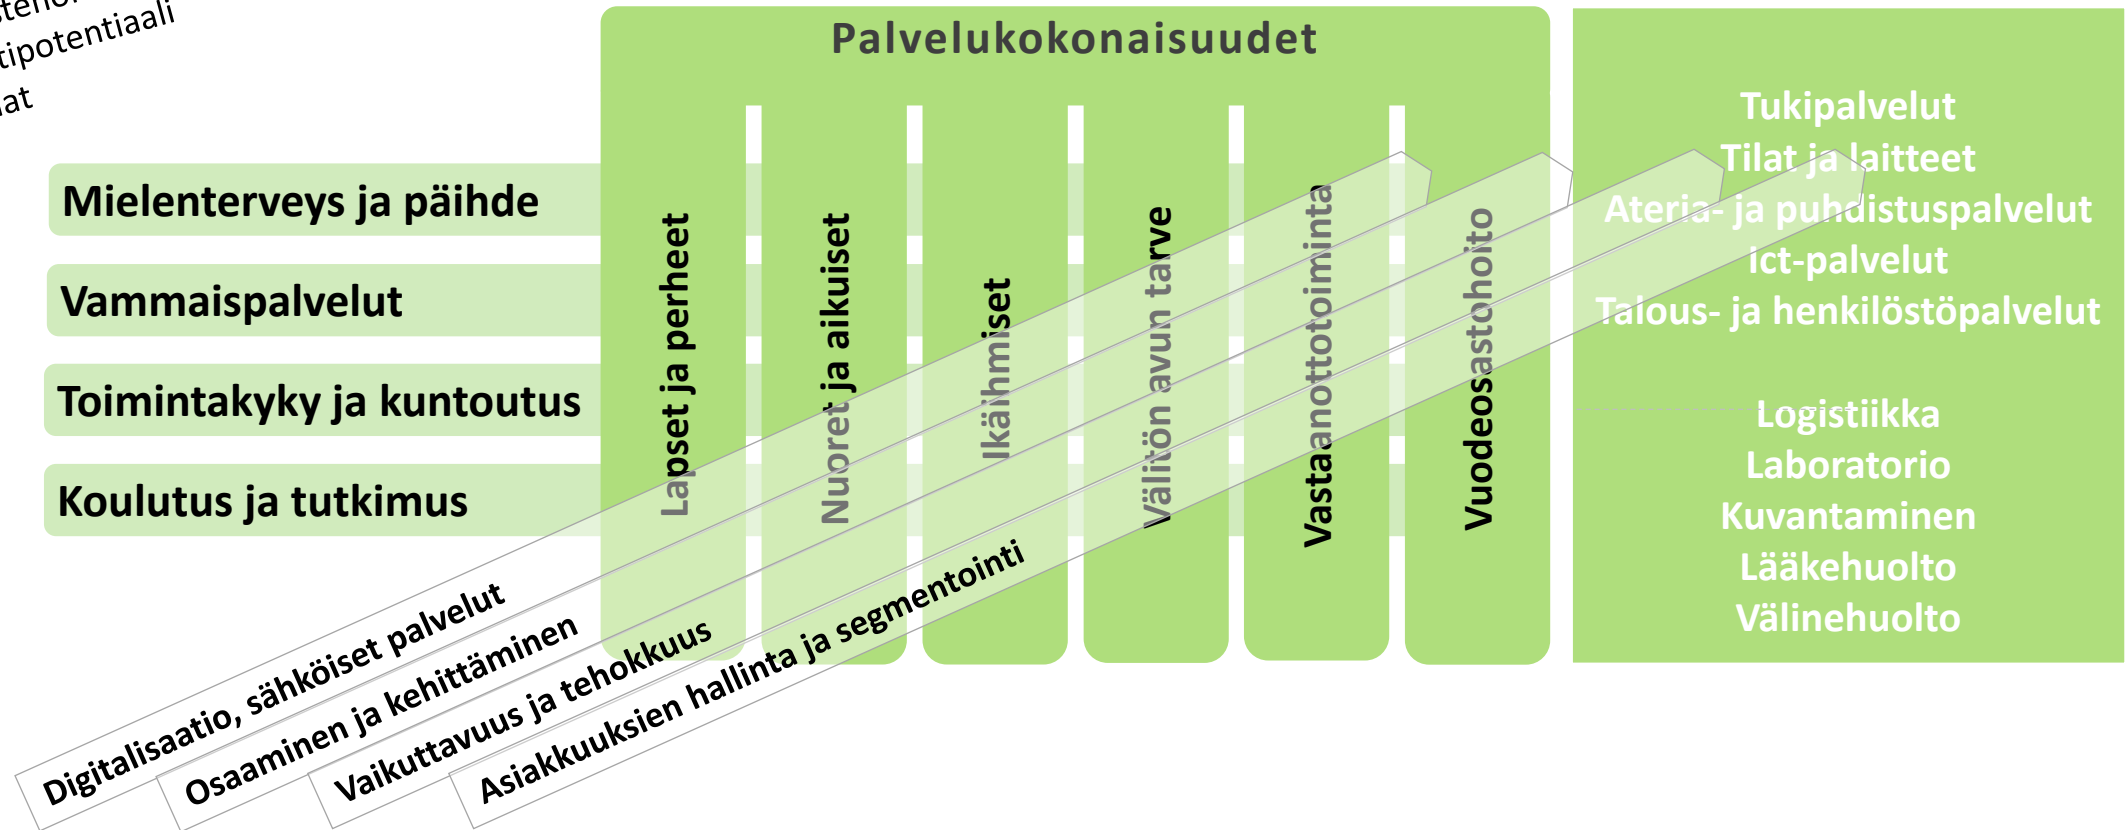 tipotentiaali
Palvelukokonaisuudet
Mielenterveys ja päihde
Vammaispalvelut
Toimintakyky ja kuntoutus
Koulutus ja tutkimus
Lapset ja perheet
Nuoret ja aikuiset
Ikäihmiset
Välitön avun tarve
Vastaanottotoiminta
Vuodeosastohoito
Tukipalvelut
Tilat ja laitteet
Ateria- ja puhdistuspalvelut
ict-palvelut
Talous- ja henkilöstöpalvelut
Logistiikka
Laboratorio
Kuvantaminen
Lääkehuolto
Välinehuolto
Digitalisaatio, sähköiset palvelut
Osaaminen ja kehittäminen
Vaikuttavuus ja tehokkuus
Asiakkuuksien hallinta ja segmentointi